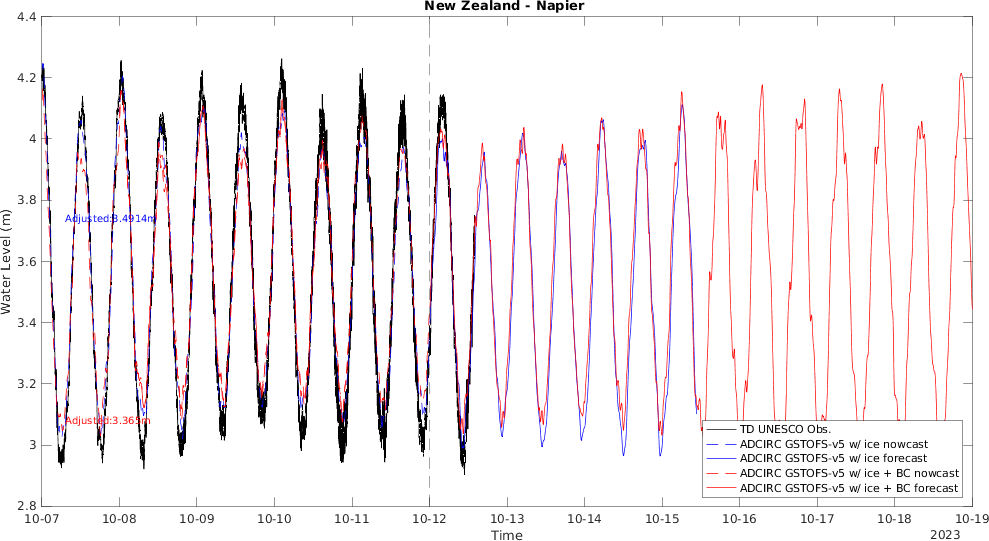 New Zealand - Napier
Water Level (m)
4.4
4.2
4
3.8
3.6
3.4
3.2
3
2.8
Adjusted:3.4914m
Adjusted:3.365m
TD UNESCO Obs.
ADCIRC GSTOFS-v5 w/ ice nowcast
ADCIRC GSTOFS-v5 w/ ice forecast
ADCIRC GSTOFS-v5 w/ ice + BC nowcast
ADCIRC GSTOFS-v5 w/ ice + BC forecast
10-07 10-08 10-09 10-10 10-11 10-12 10-13 10-14 10-15 10-16 10-17 10-18 10-19
Time
2023